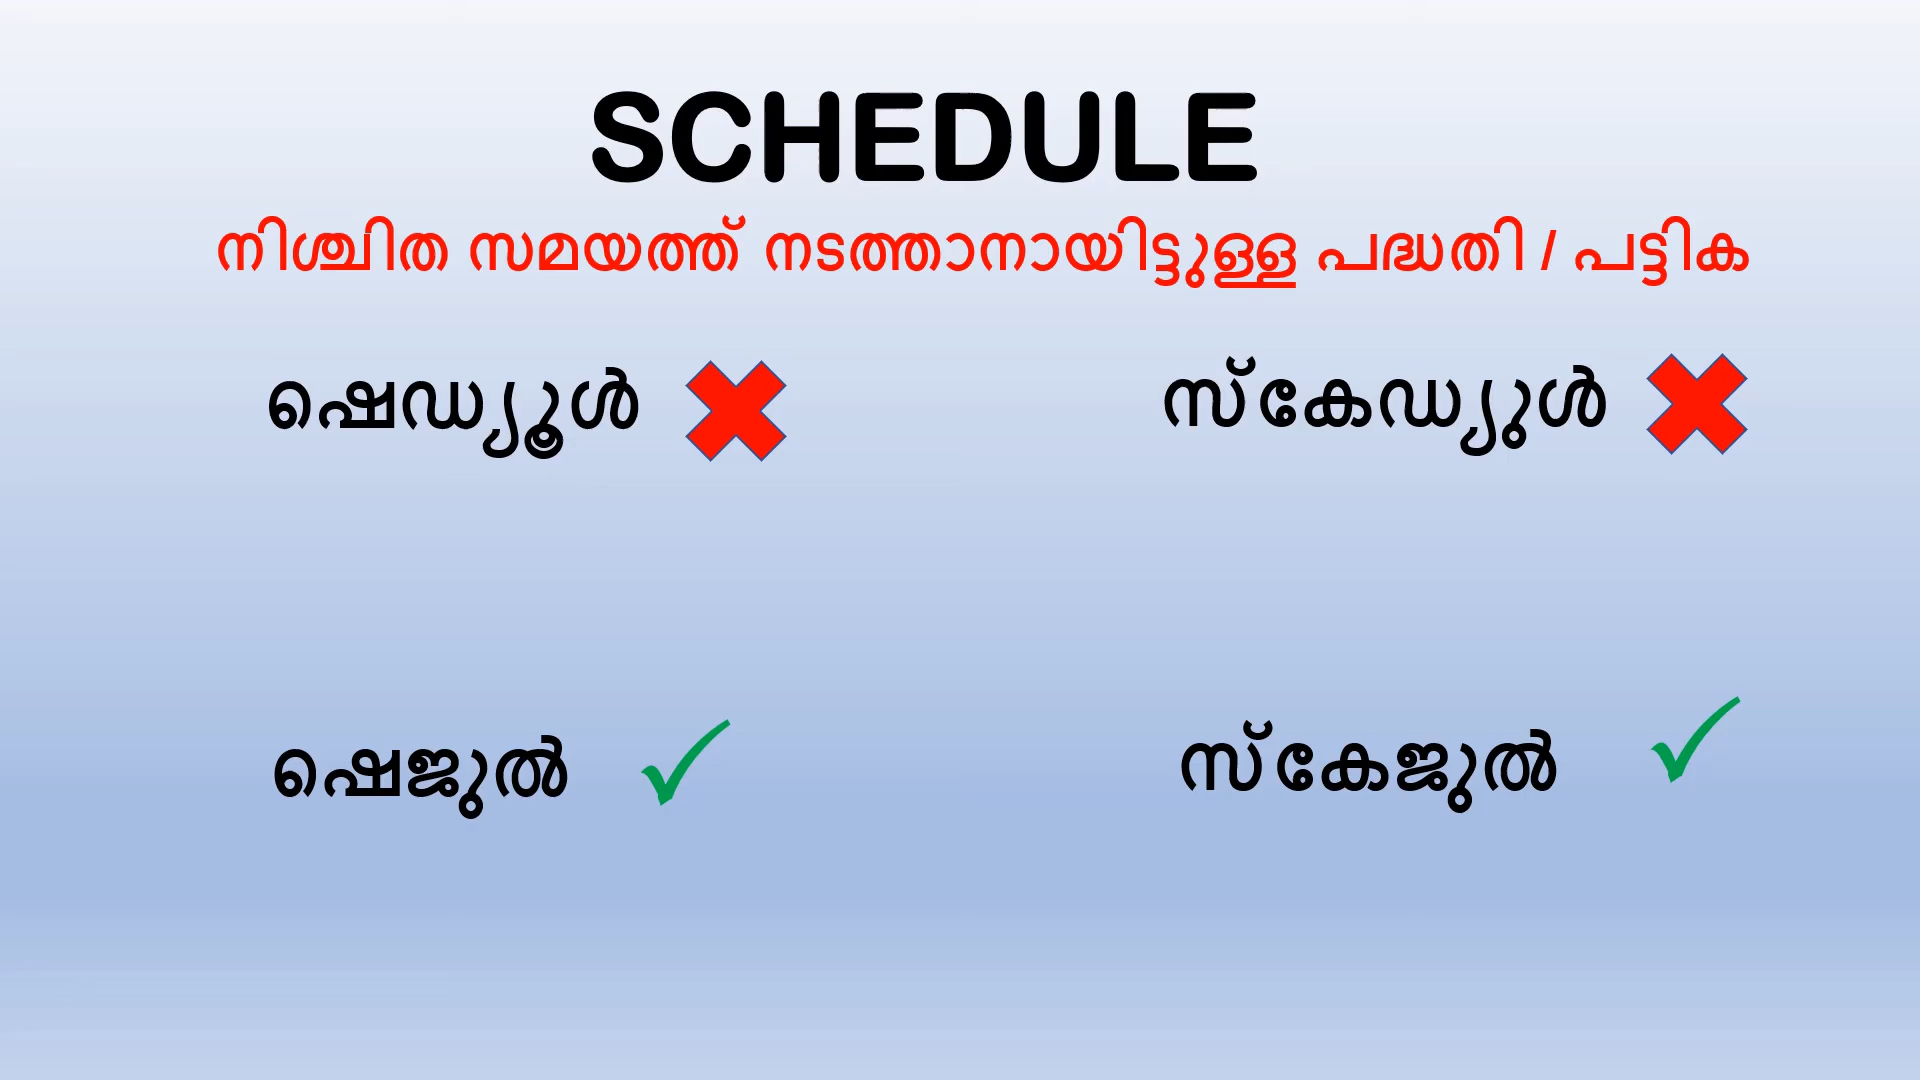 SCHEDULE
നിശ്ചിത സമയത്ത് നടത്താനായിട്ടുള്ള പദ്ധതി / പട്ടിക
ഷെഡ്യൂൾ സ്കേഡ്യുൾ
ഷെജുൽ സ്കേജുൽ